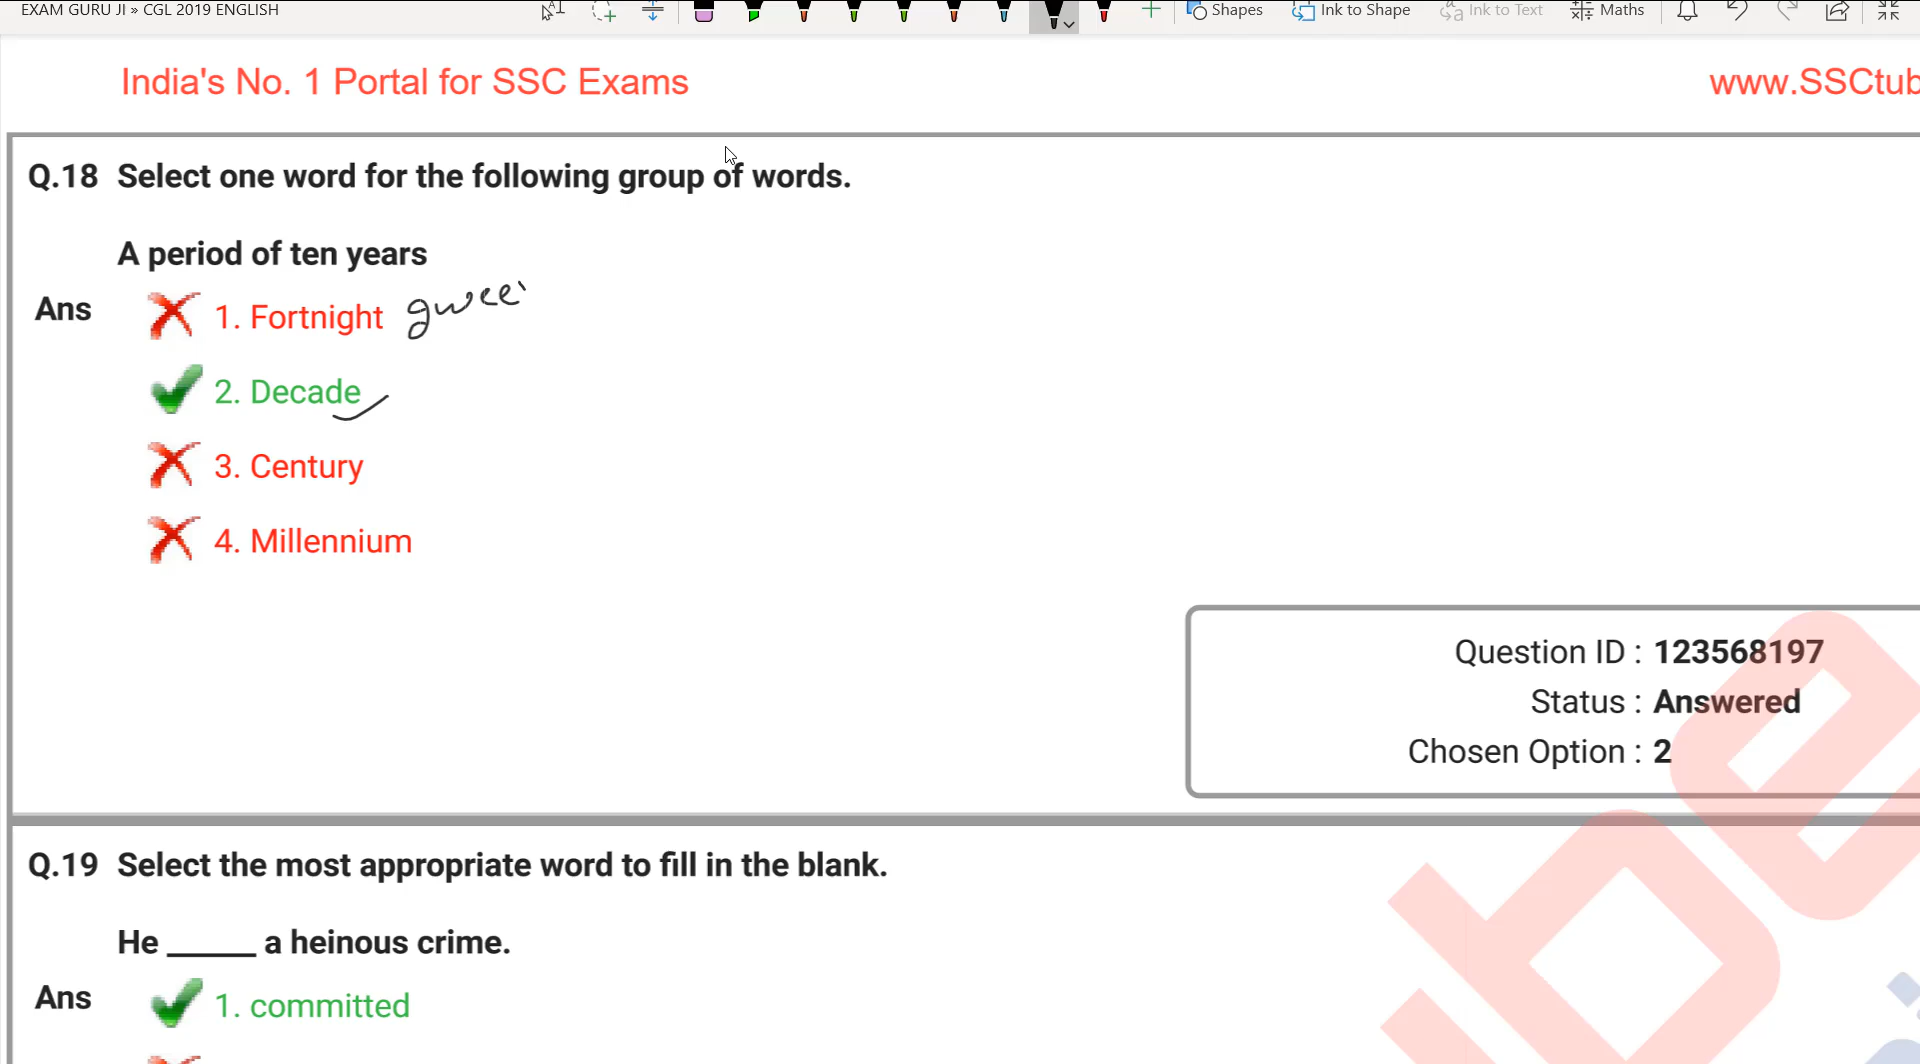 EXAM GURU JI » CGL 2019 ENGLISH
Shapes
Ink to Shape
Ink to Text
Maths
India's No. 1 Portal for SSC Exams
www.SSCtub
Q.18 Select one word for the following group of words.
A period of ten years
Ans
1. Fortnight
2. Decade
3. Century
4. Millennium
Question ID : 123568197
Status : Answered
Chosen Option : 2
Q.19 Select the most appropriate word to fill in the blank.
He _____ a heinous crime.
Ans
1. committed